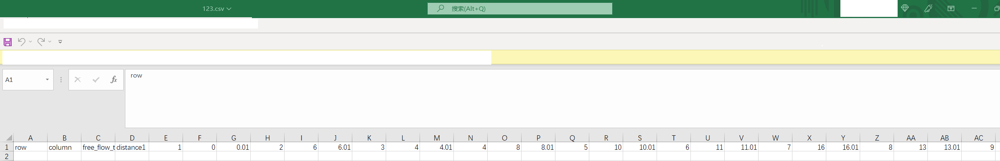 123.csv
搜索(Alt+Q)
A1
row
A B C D E F G H I J K L M N O P Q R S T U V W X Y Z AA AB AC
1 row column free_flow_t distance1 1 0 0.01 2 6 6.01 3 4 4.01 4 8 8.01 5 10 10.01 6 11 11.01 7 16 16.01 8 13 13.01 9
2